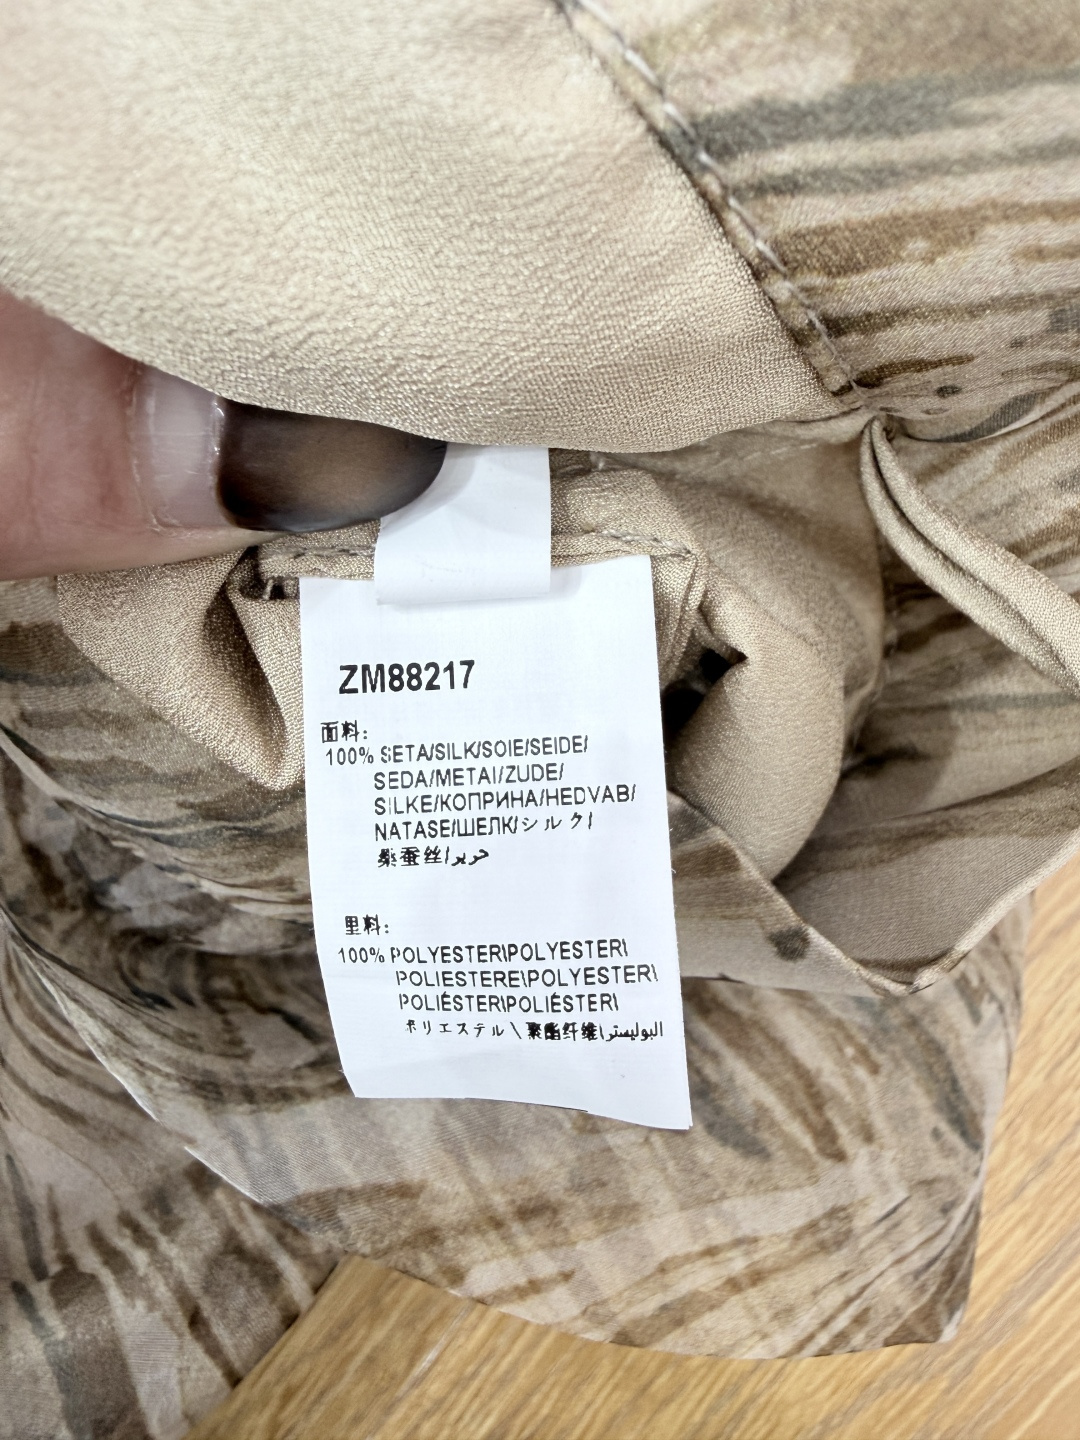 ZM88217
面料:
100% SETA/SILK/SOIE/SEIDE/
SEDA/METAI/ZUDE/
SILKE/КОПРИНА/HEDVAB/
NATASE/ШЕЛК/シルク/
桑蚕丝/حرير
里料:
100% POLYESTER\POLYESTER\
POLIESTERE\POLYESTER\
POLIÉSTER\POLIÉSTER\
ポリエステル\聚酯纤维\البوليستر